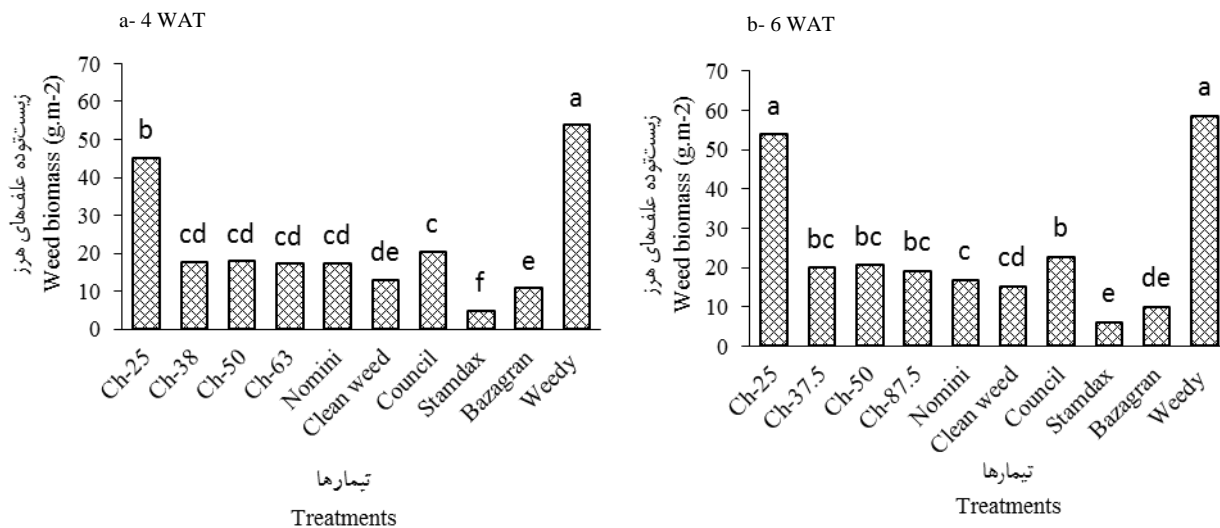 a- 4 WAT
زیست‌توده علف‌های هرز
Weed biomass (g.m-2)
70
60
50
40
30
20
10
0
b
cd
cd
cd
cd
de
c
f
e
a
Ch-25
Ch-38
Ch-50
Ch-63
Nomini
Clean weed
Council
Stamdax
Bazagran
Weedy
تیمارها
Treatments
b- 6 WAT
زیست‌توده علف‌های هرز
Weed biomass (g.m-2)
70
60
50
40
30
20
10
0
a
bc
bc
bc
c
cd
b
e
de
a
Ch-25
Ch-37.5
Ch-50
Ch-87.5
Nomini
Clean weed
Council
Stamdax
Bazagran
Weedy
تیمارها
Treatments